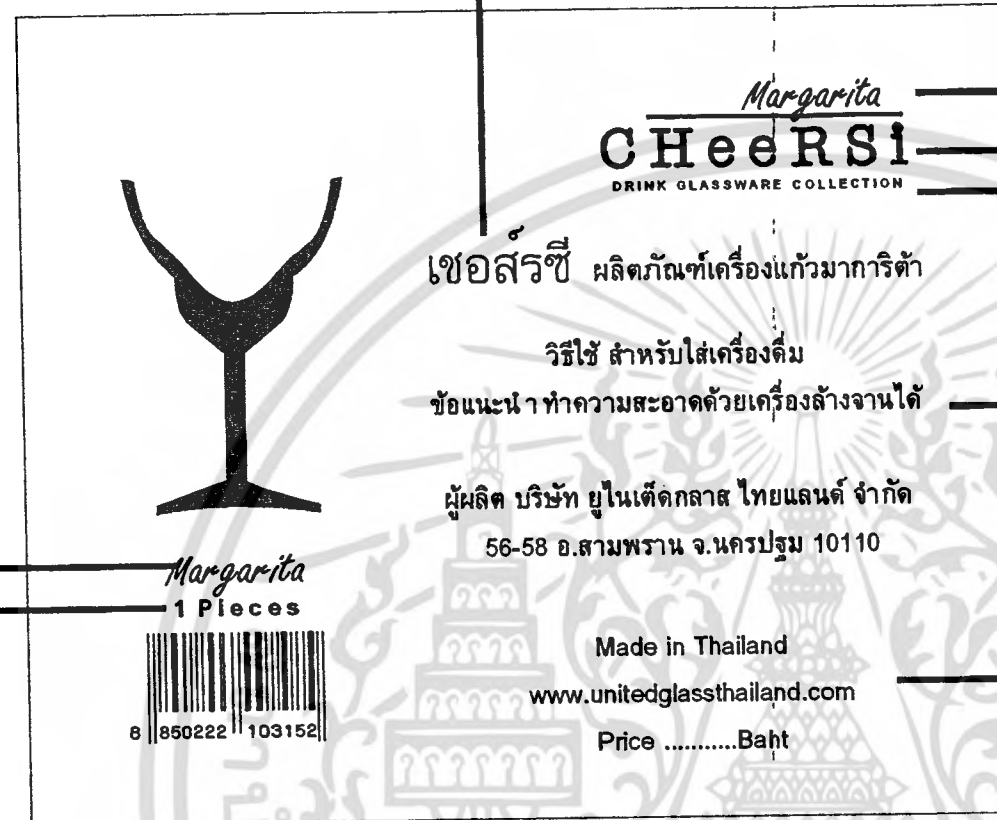 Margarita
CHeeRSi
DRINK GLASSWARE COLLECTION
เชอส์รซี ผลิตภัณฑ์เครื่องแก้วมาการิต้า
วิธีใช้ สำหรับใส่เครื่องดื่ม
ข้อแนะนำ ทำความสะอาดด้วยเครื่องล้างจานได้
ผู้ผลิต บริษัท ยูไนเต็ดกลาส ไทยแลนด์ จำกัด
56-58 อ.สามพราน จ.นครปฐม 10110
Margarita
1 Pieces
8 850222 103152
Made in Thailand
www.unitedglassthailand.com
Price ...........Baht